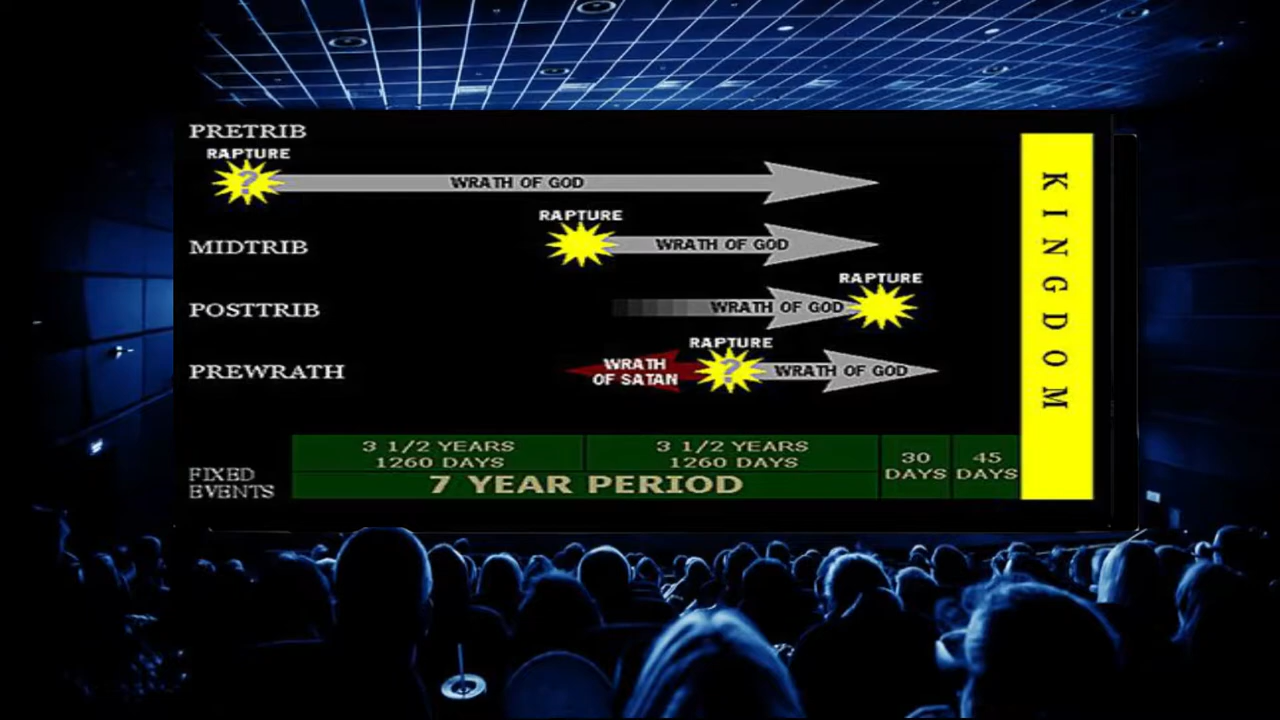 PRETRIB
RAPTURE
?
WRATH OF GOD
RAPTURE
MIDTRIB
WRATH OF GOD
RAPTURE
POSTTRIB
WRATH OF GOD
RAPTURE
PREWRATH
WRATH
OF SATAN
?
WRATH OF GOD
KINGDOM
3 1/2 YEARS
1260 DAYS
3 1/2 YEARS
1260 DAYS
30
DAYS
45
DAYS
FIXED
EVENTS
7 YEAR PERIOD